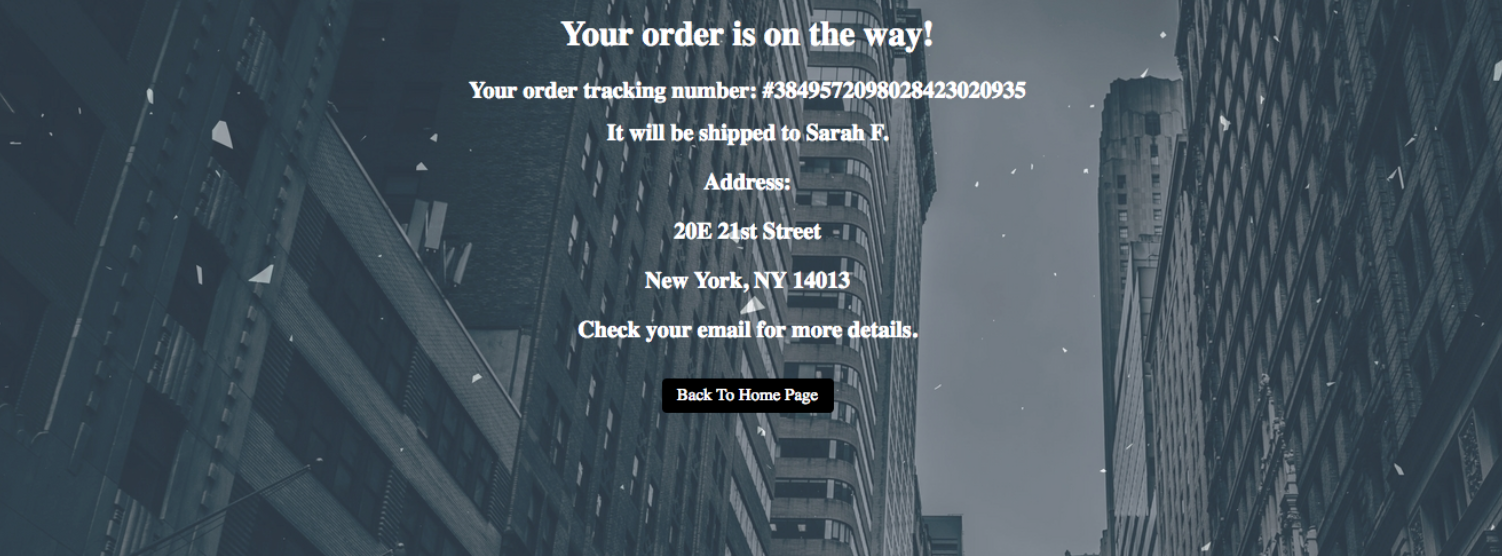 Your order is on the way!
Your order tracking number: #3849572098028423020935
It will be shipped to Sarah F.
Address:
20E 21st Street
New York, NY 14013
Check your email for more details.
Back To Home Page